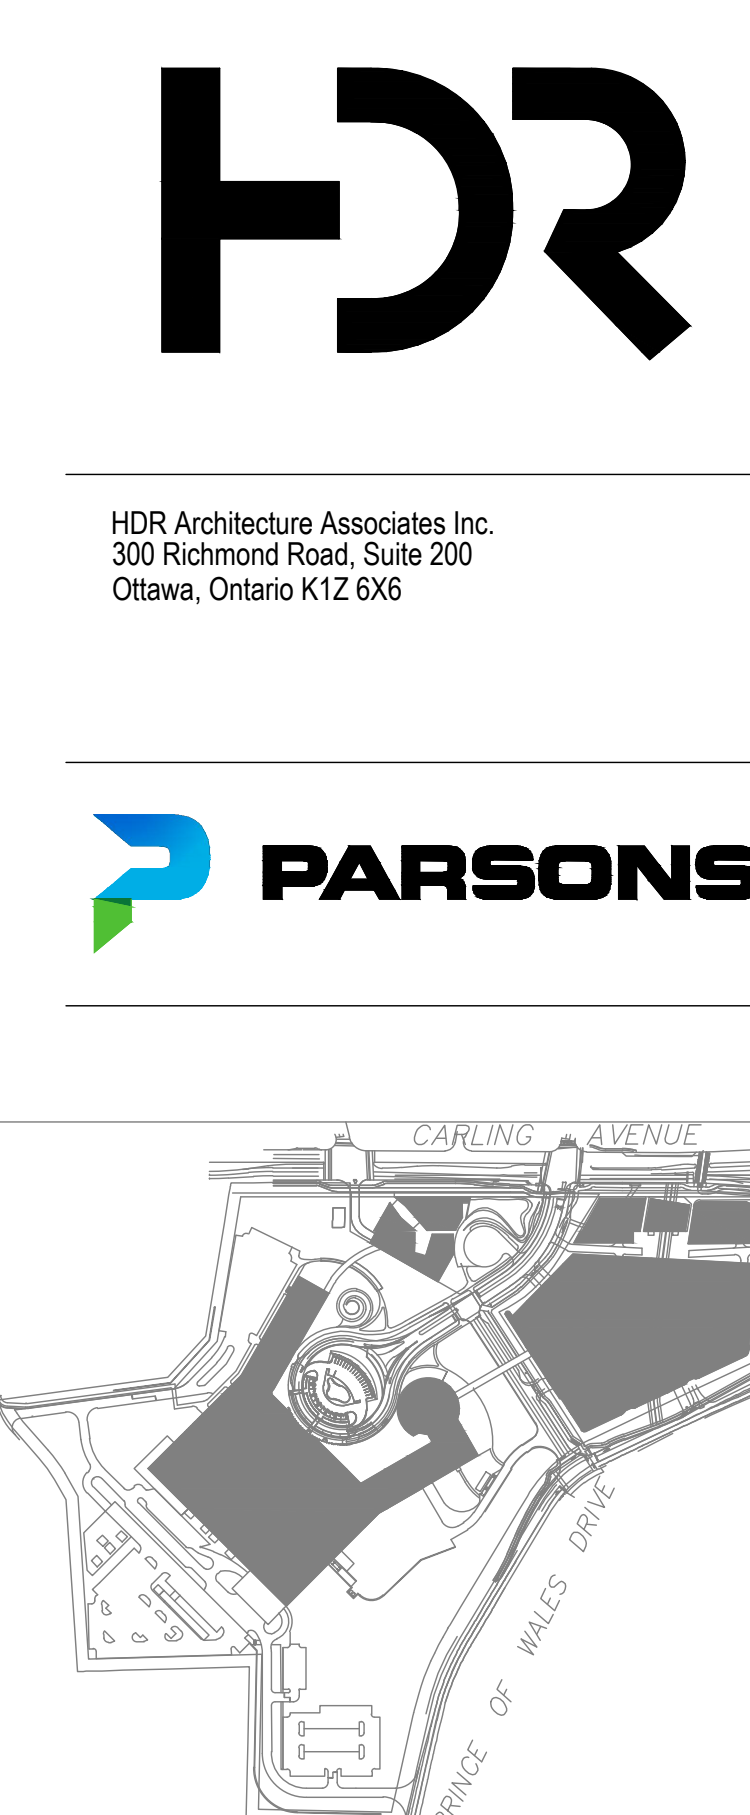 HDR
HDR Architecture Associates Inc.
300 Richmond Road, Suite 200
Ottawa, Ontario K1Z 6X6
PARSONS
CARLING AVENUE
PRINCE OF WALES DRIVE